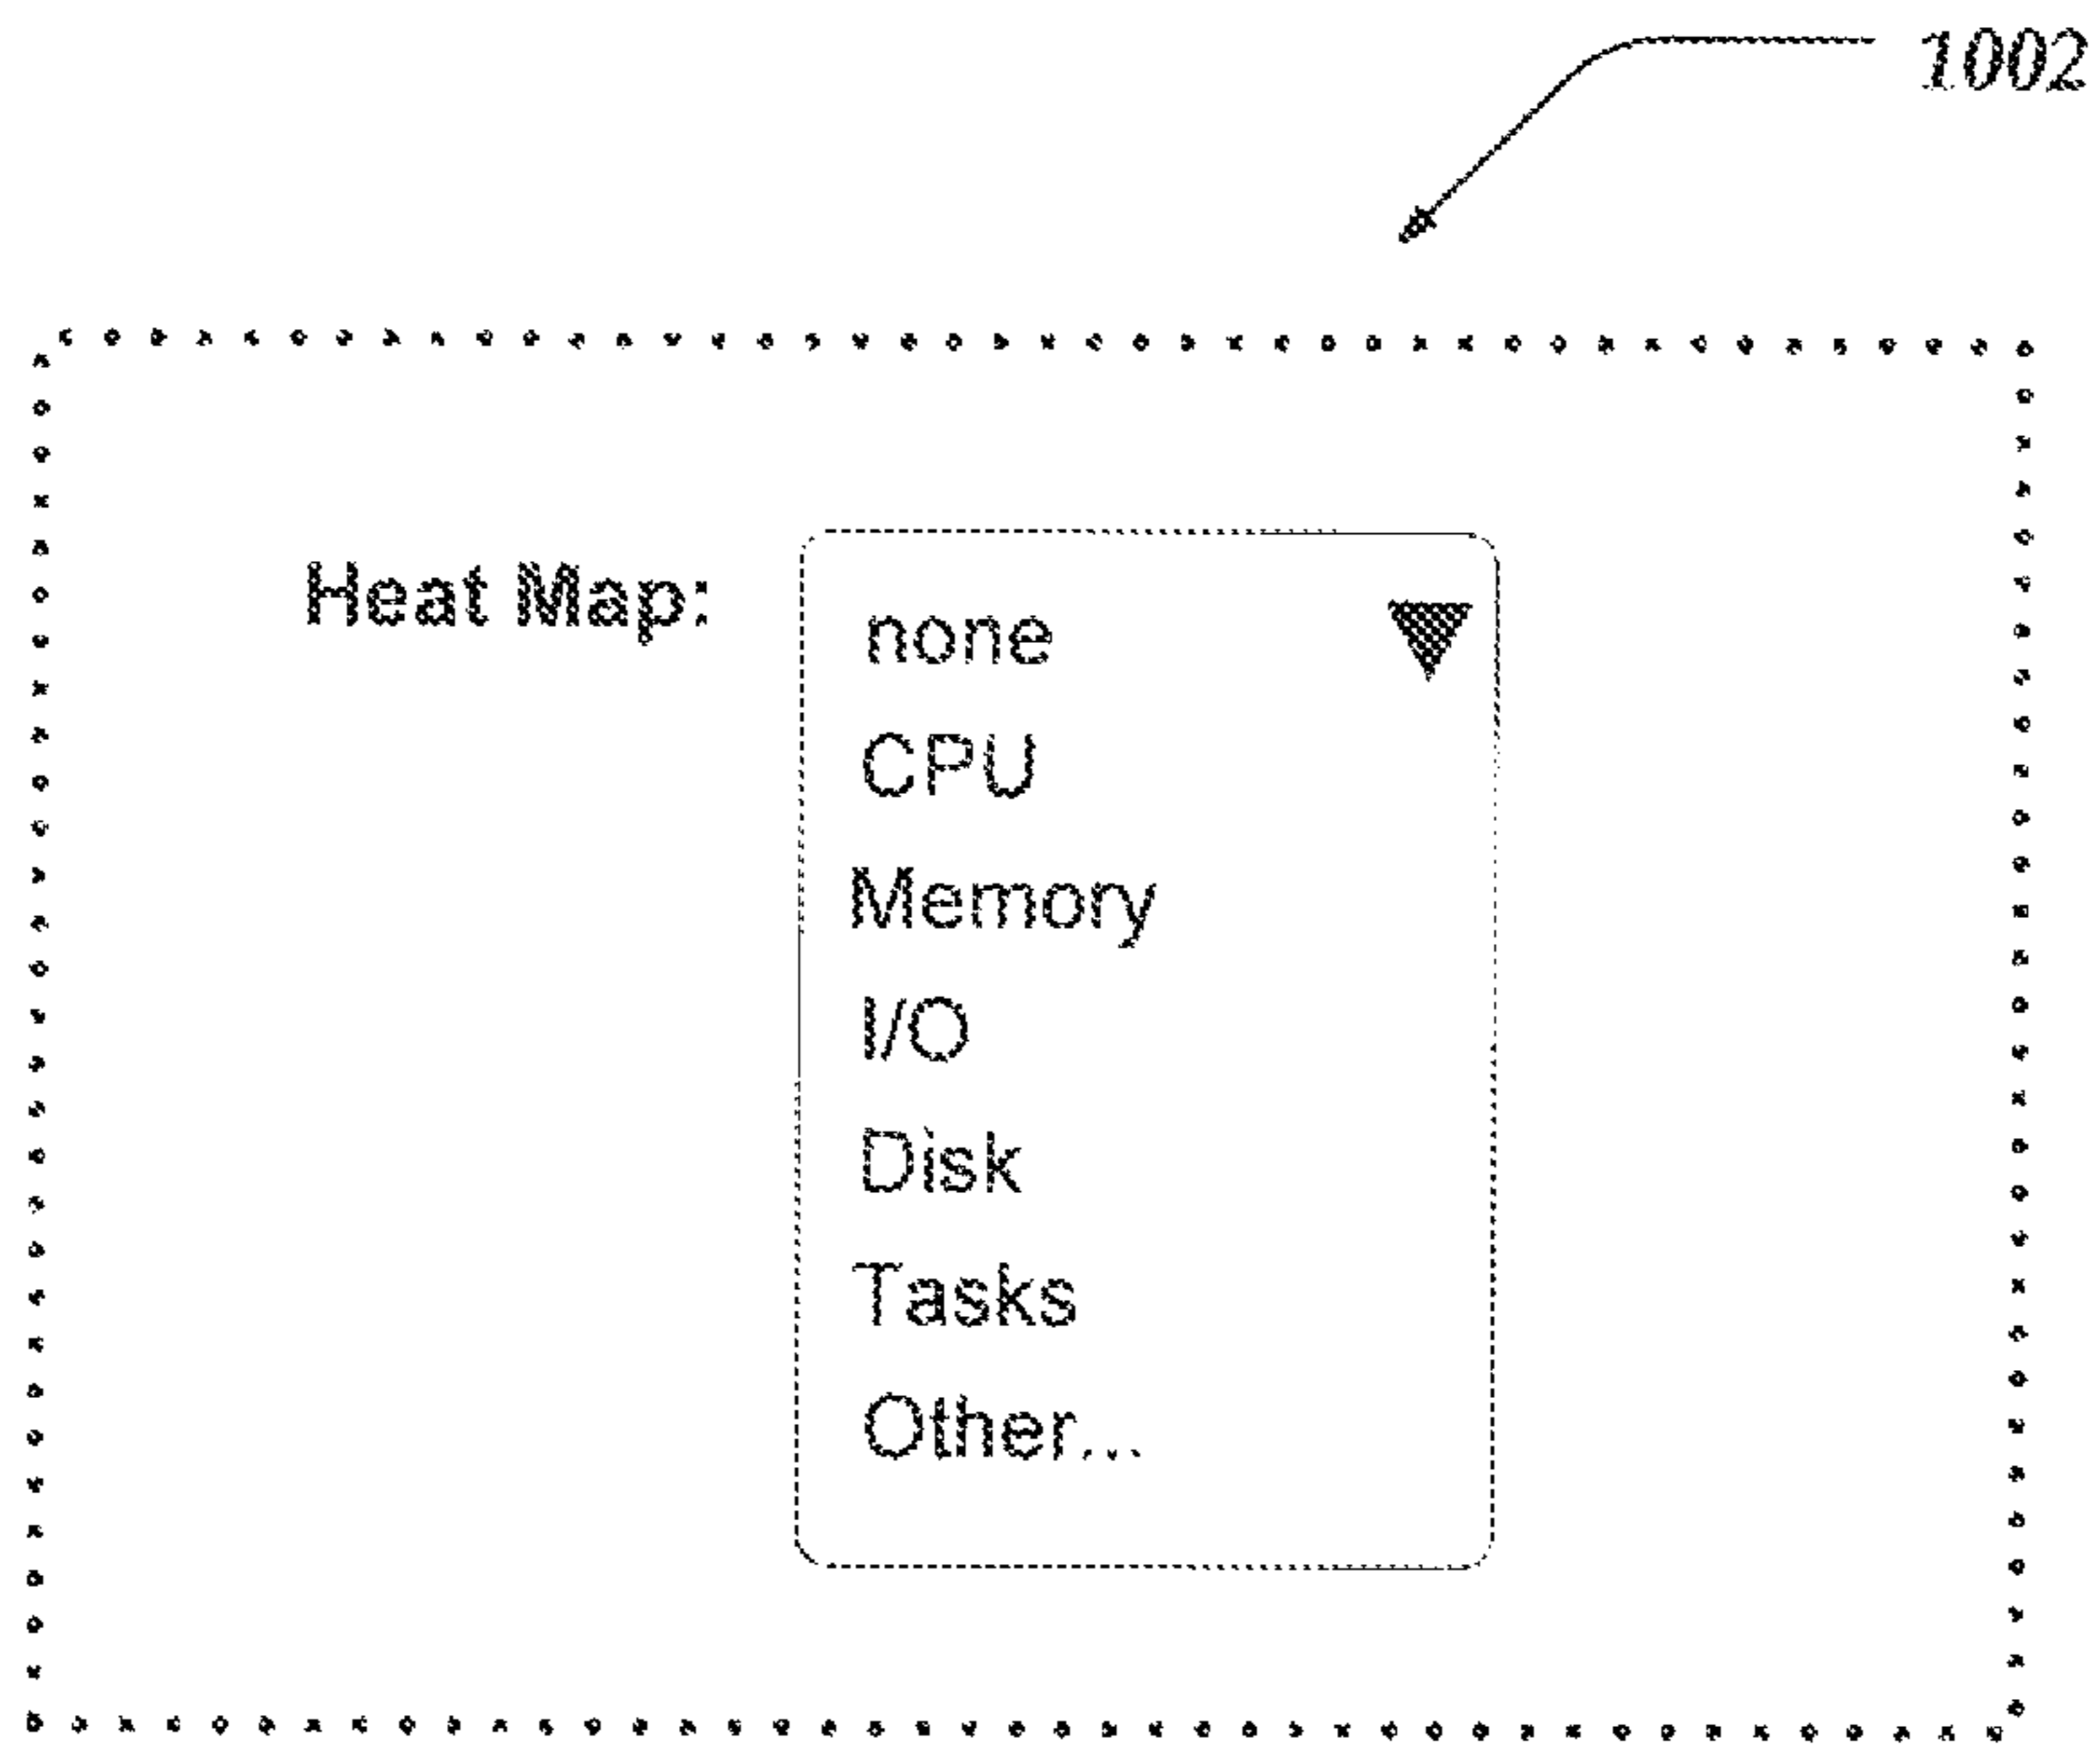 1002
Heat Map:
none
CPU
Memory
I/O
Disk
Tasks
Other...